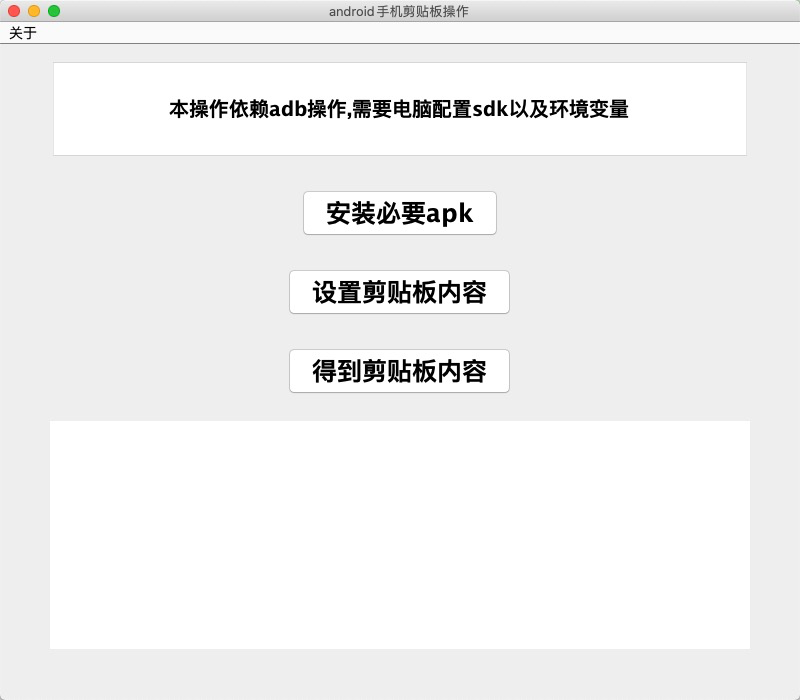 android手机剪贴板操作
关于
本操作依赖adb操作,需要电脑配置sdk以及环境变量
安装必要apk
设置剪贴板内容
得到剪贴板内容